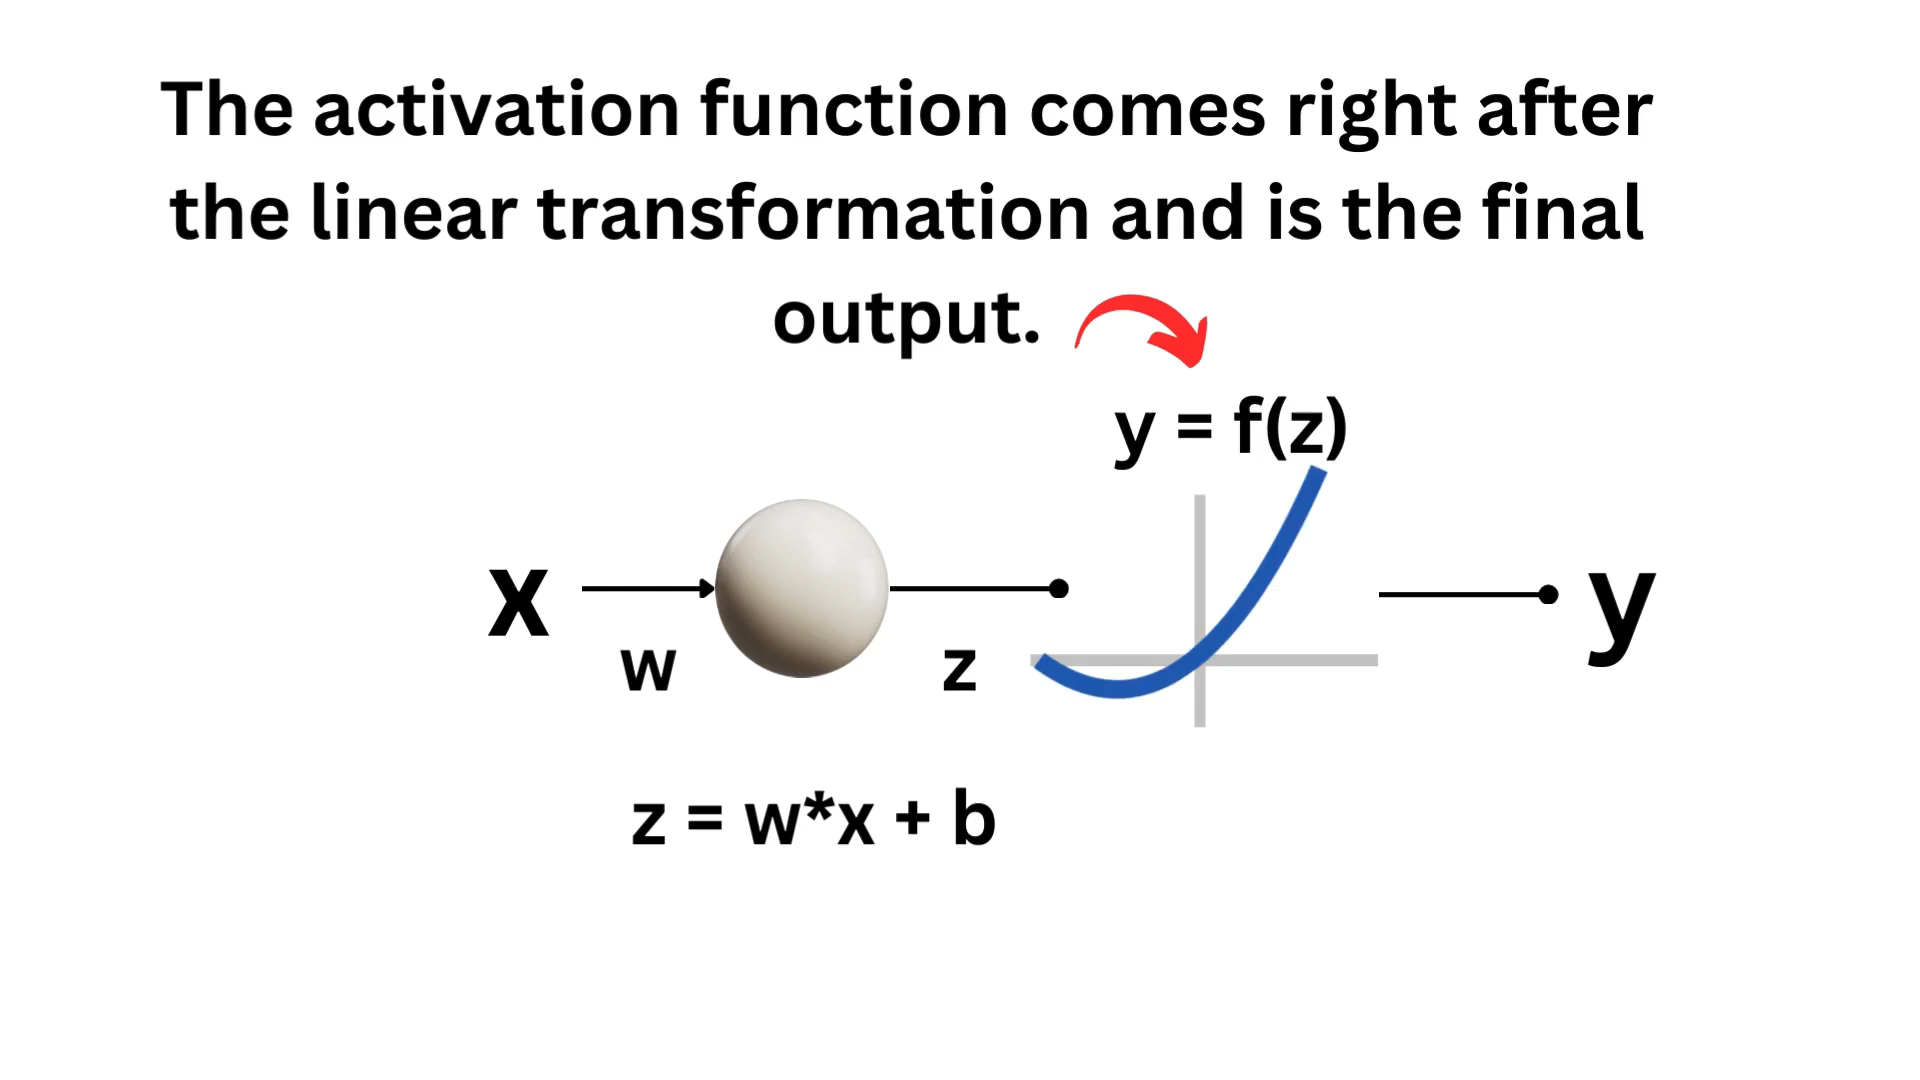 The activation function comes right after
the linear transformation and is the final
output.
y = f(z)
x
y
w
z
z = w*x + b